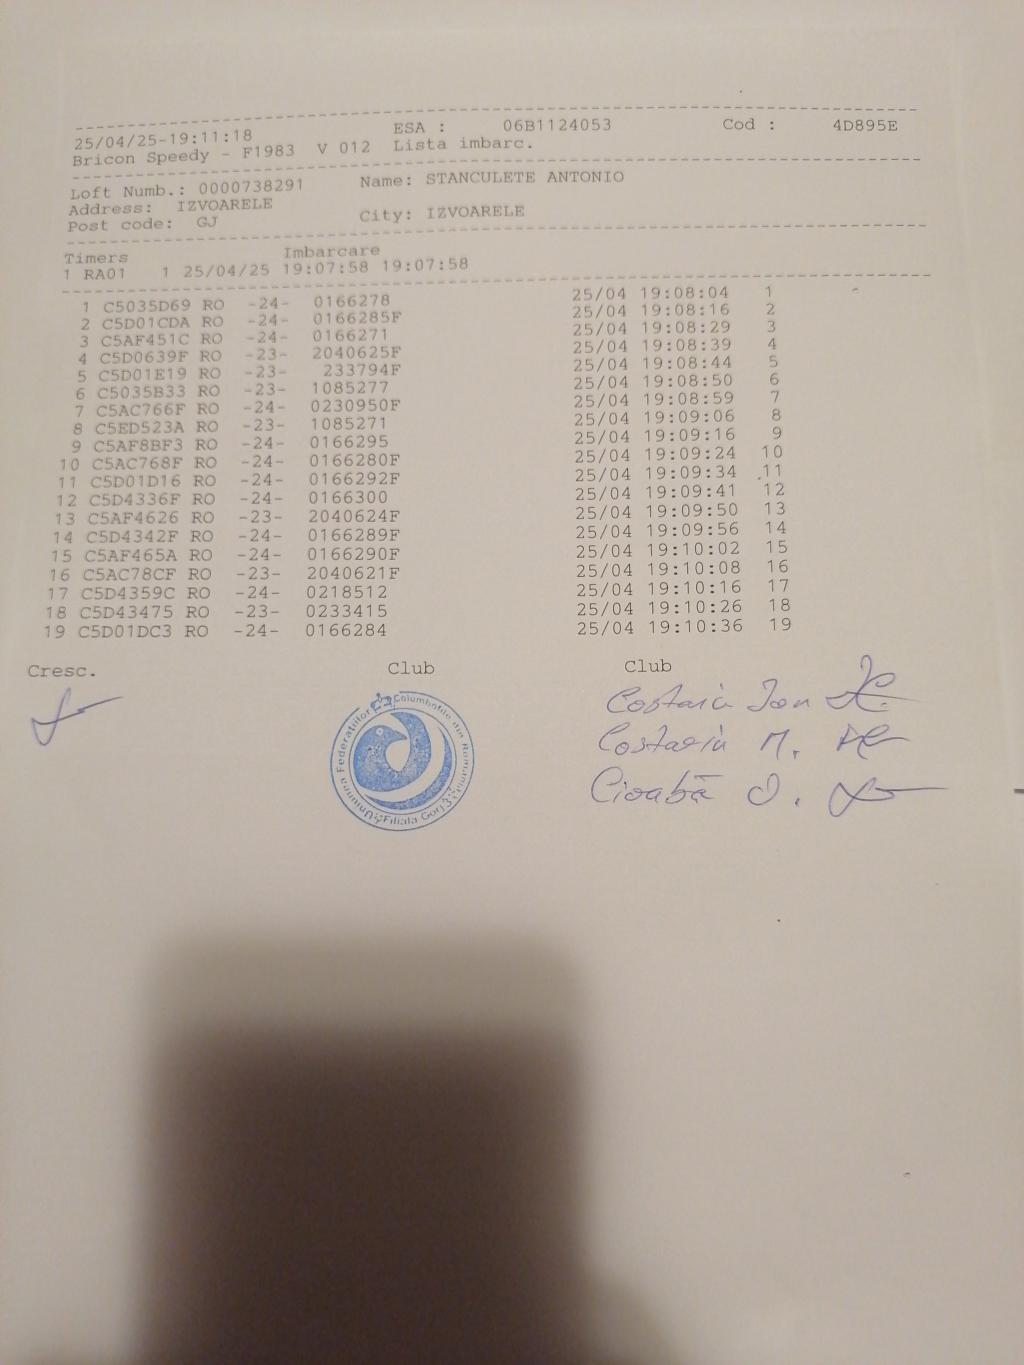 25/04/25-19:11:18 ESA : 06B1124053 Cod : 4D895E
Bricon Speedy - F1983 V 012 Lista imbarc.
Loft Numb.: 0000738291 Name: STANCULETE ANTONIO
Address: IZVOARELE
Post code: GJ City: IZVOARELE
Timers Imbarcare
1 RA01 1 25/04/25 19:07:58 19:07:58
1 C5035D69 RO -24- 0166278 25/04 19:08:04 1
2 C5D01CDA RO -24- 0166285F 25/04 19:08:16 2
3 C5AF451C RO -24- 0166271 25/04 19:08:29 3
4 C5D0639F RO -23- 2040625F 25/04 19:08:39 4
5 C5D01E19 RO -23- 233794F 25/04 19:08:44 5
6 C5035B33 RO -23- 1085277 25/04 19:08:50 6
7 C5AC766F RO -24- 0230950F 25/04 19:08:59 7
8 C5ED523A RO -23- 1085271 25/04 19:09:06 8
9 C5AF8BF3 RO -24- 0166295 25/04 19:09:16 9
10 C5AC768F RO -24- 0166280F 25/04 19:09:24 10
11 C5D01D16 RO -24- 0166292F 25/04 19:09:34 11
12 C5D4336F RO -24- 0166300 25/04 19:09:41 12
13 C5AF4626 RO -23- 2040624F 25/04 19:09:50 13
14 C5D4342F RO -24- 0166289F 25/04 19:09:56 14
15 C5AF465A RO -24- 0166290F 25/04 19:10:02 15
16 C5AC78CF RO -23- 2040621F 25/04 19:10:08 16
17 C5D4359C RO -24- 0218512 25/04 19:10:16 17
18 C5D43475 RO -23- 0233415 25/04 19:10:26 18
19 C5D01DC3 RO -24- 0166284 25/04 19:10:36 19
Cresc. Club Club
Uniunea Federațiilor Columbofile din România
Filiala Gorj
Costariu Ion
Costariu M.
Cioabă O.